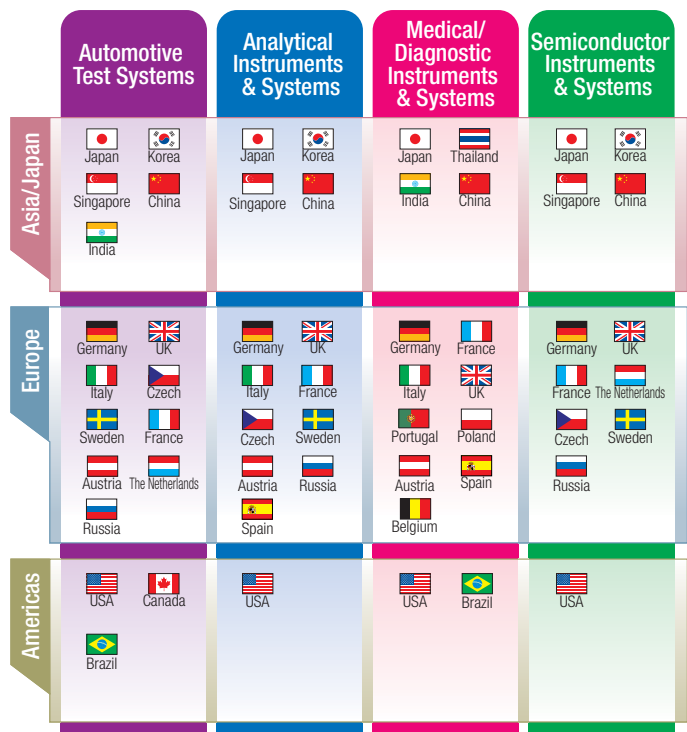 Automotive
Test Systems
Analytical
Instruments
& Systems
Medical/
Diagnostic
Instruments
& Systems
Semiconductor
Instruments
& Systems
Asia/Japan
Japan Korea
Singapore China
India
Japan Korea
Singapore China
Japan Thailand
India China
Japan Korea
Singapore China
Europe
Germany UK
Italy Czech
Sweden France
Austria The Netherlands
Russia
Germany UK
Italy France
Czech Sweden
Austria Russia
Spain
Germany France
Italy UK
Portugal Poland
Austria Spain
Belgium
Germany UK
France The Netherlands
Czech Sweden
Russia
Americas
USA Canada
Brazil
USA
USA Brazil
USA